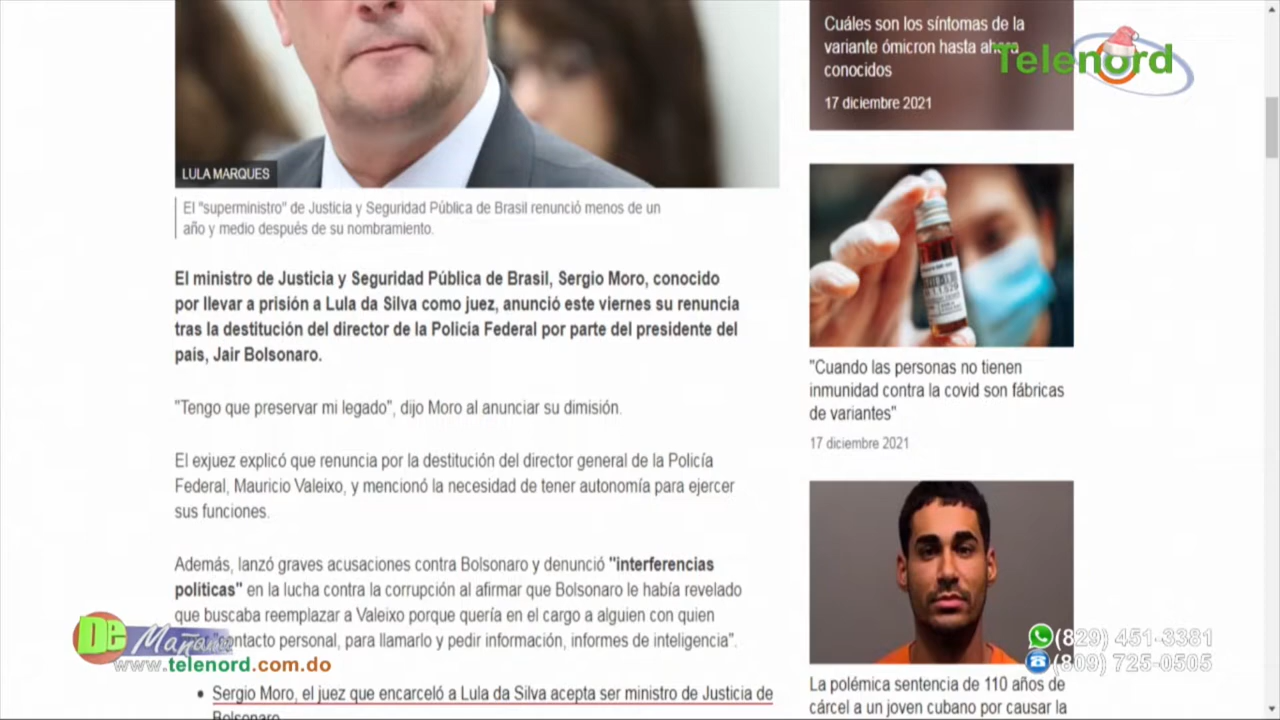 LULA MARQUES
El "superministro" de Justicia y Seguridad Pública de Brasil renunció menos de un
año y medio después de su nombramiento.
El ministro de Justicia y Seguridad Pública de Brasil, Sergio Moro, conocido
por llevar a prisión a Lula da Silva como juez, anunció este viernes su renuncia
tras la destitución del director de la Policía Federal por parte del presidente del
país, Jair Bolsonaro.
"Tengo que preservar mi legado", dijo Moro al anunciar su dimisión.
El exjuez explicó que renuncia por la destitución del director general de la Policía
Federal, Mauricio Valeixo, y mencionó la necesidad de tener autonomía para ejercer
sus funciones.
Además, lanzó graves acusaciones contra Bolsonaro y denunció "interferencias
políticas" en la lucha contra la corrupción al afirmar que Bolsonaro le había revelado
que buscaba reemplazar a Valeixo porque quería en el cargo a alguien con quien
contacto personal, para llamarlo y pedir información, informes de inteligencia".
• Sergio Moro, el juez que encarceló a Lula da Silva acepta ser ministro de Justicia de
Bolsonaro
Cuáles son los síntomas de la
variante ómicron hasta ahora
conocidos
17 diciembre 2021
Telenord
"Cuando las personas no tienen
inmunidad contra la covid son fábricas
de variantes"
17 diciembre 2021
La polémica sentencia de 110 años de
cárcel a un joven cubano por causar la
De Mañana
www.telenord.com.do
(829) 451-3381
(809) 725-0505